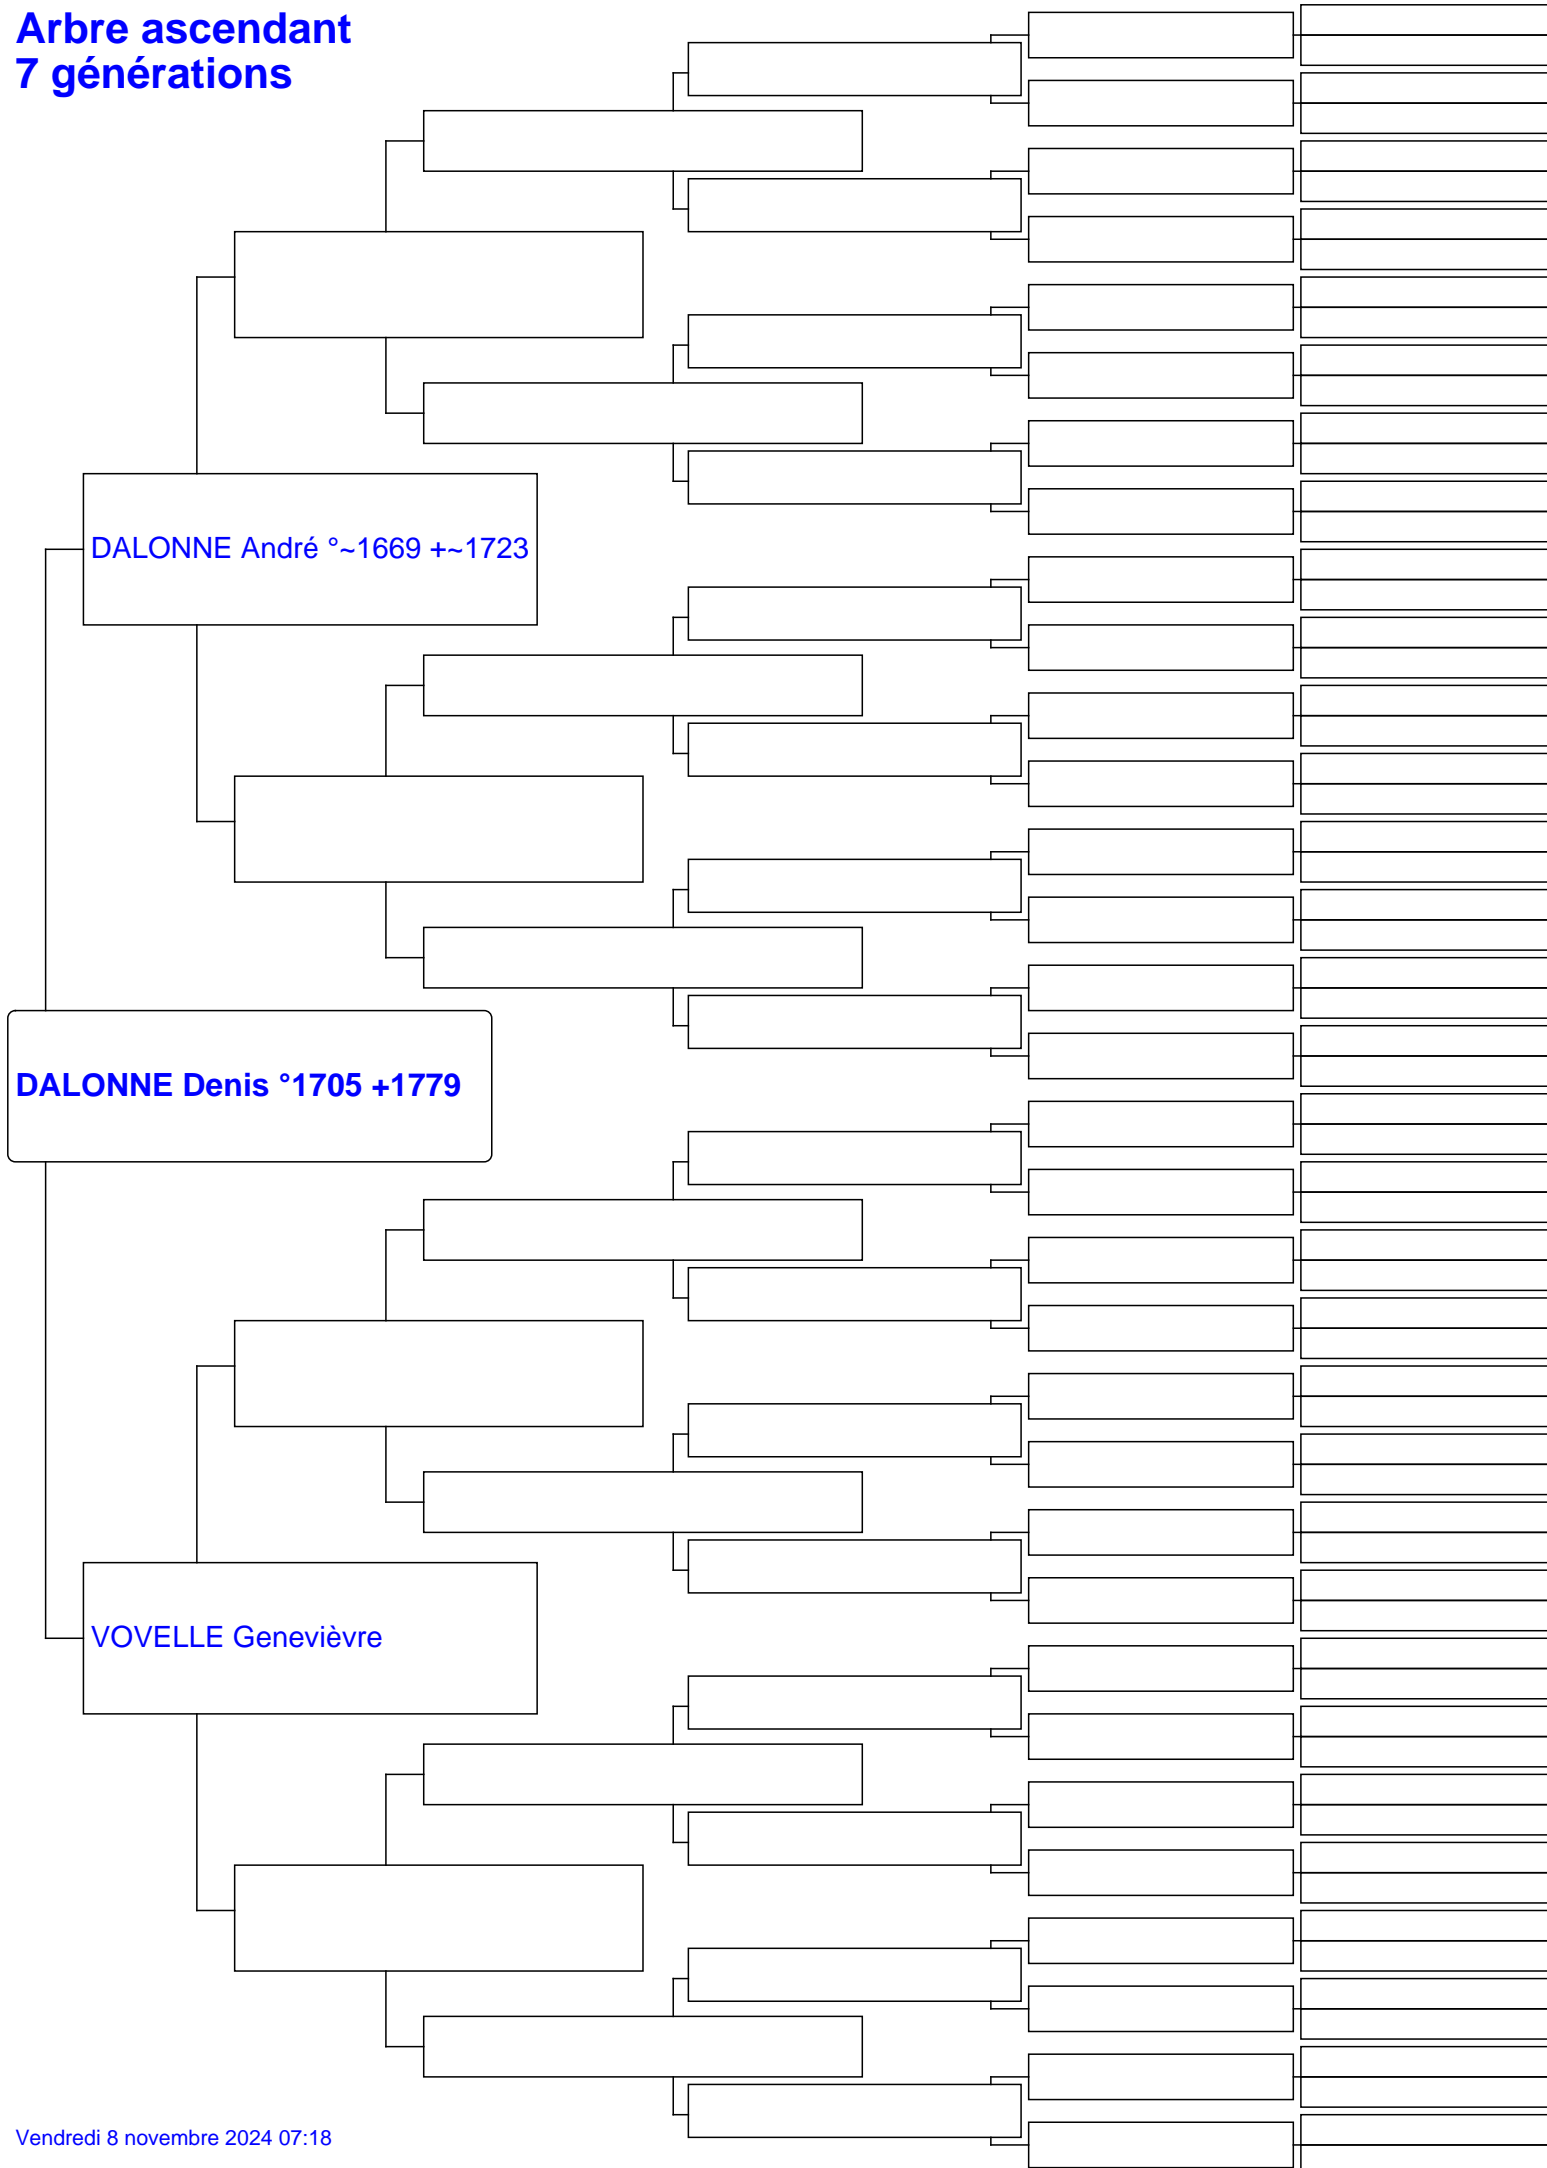 Arbre ascendant
7 générations
DALONNE André °~1669 +~1723
DALONNE Denis °1705 +1779
VOVELLE Genevièvre
Vendredi 8 novembre 2024 07:18